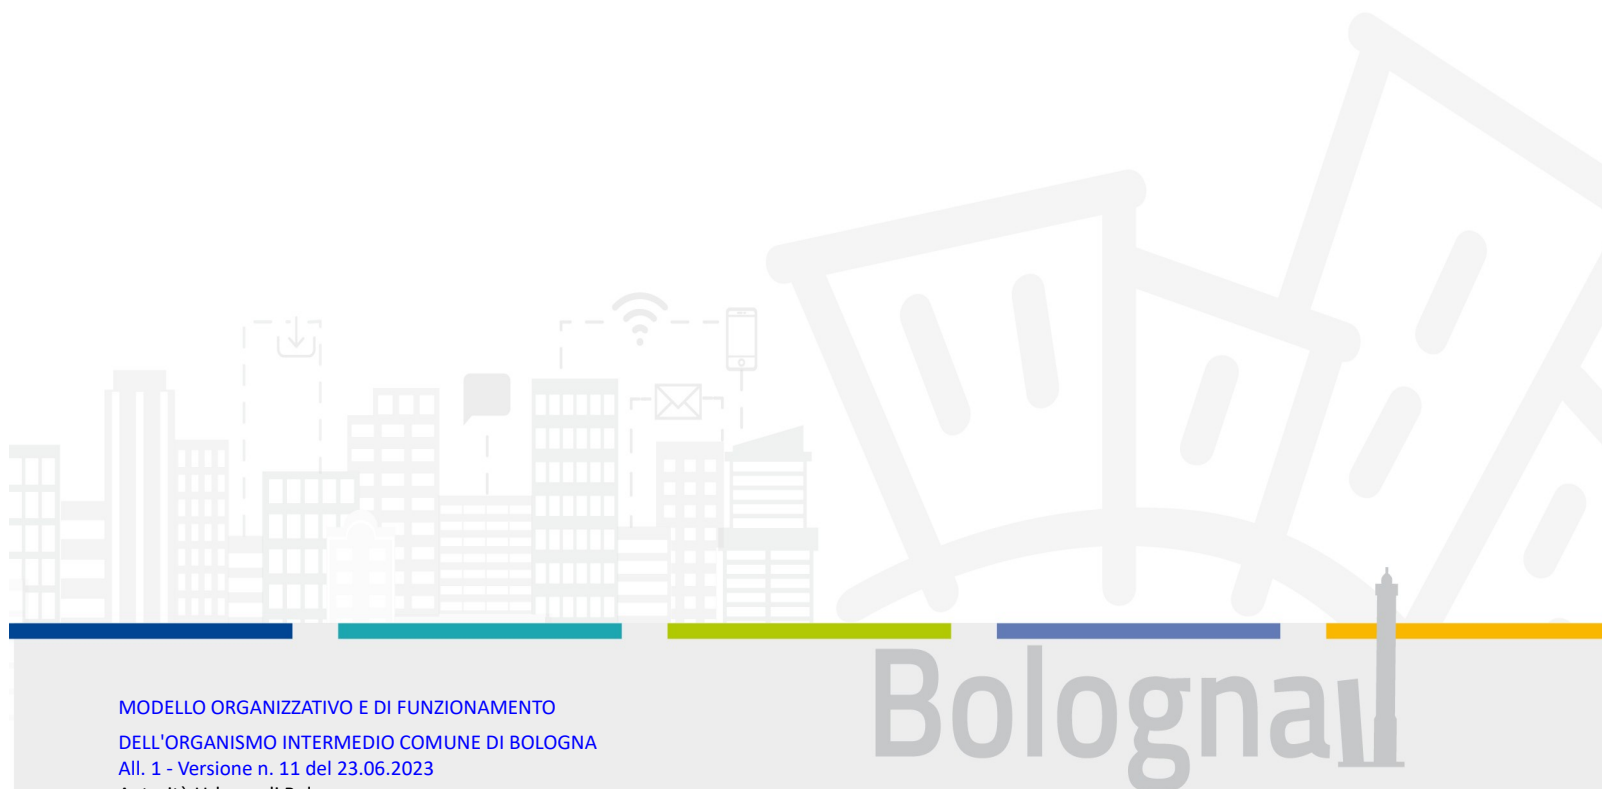 Bologna
MODELLO ORGANIZZATIVO E DI FUNZIONAMENTO
DELL'ORGANISMO INTERMEDIO COMUNE DI BOLOGNA
All. 1 - Versione n. 11 del 23.06.2023